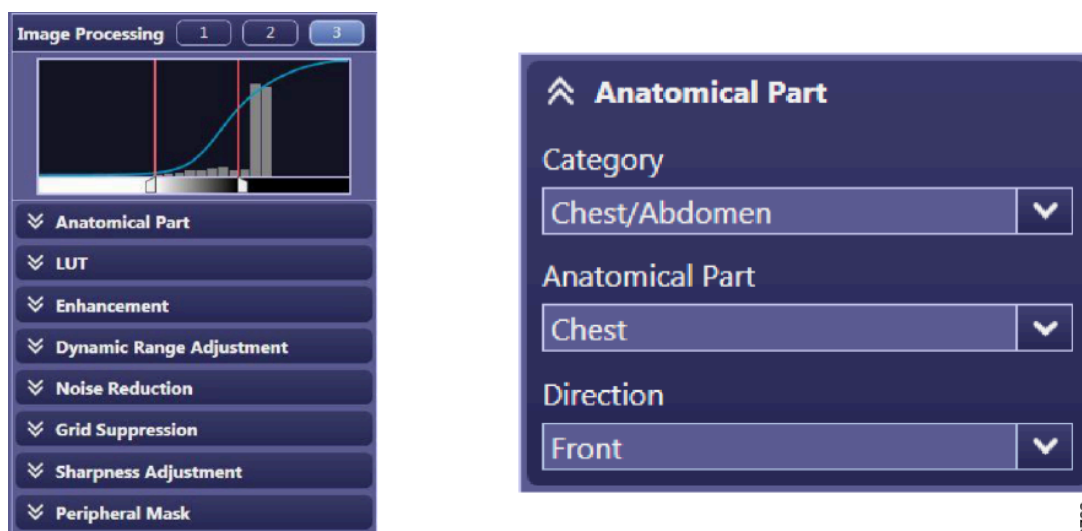 Image Processing 1 2 3
Anatomical Part
LUT
Enhancement
Dynamic Range Adjustment
Noise Reduction
Grid Suppression
Sharpness Adjustment
Peripheral Mask
Anatomical Part
Category
Chest/Abdomen
Anatomical Part
Chest
Direction
Front